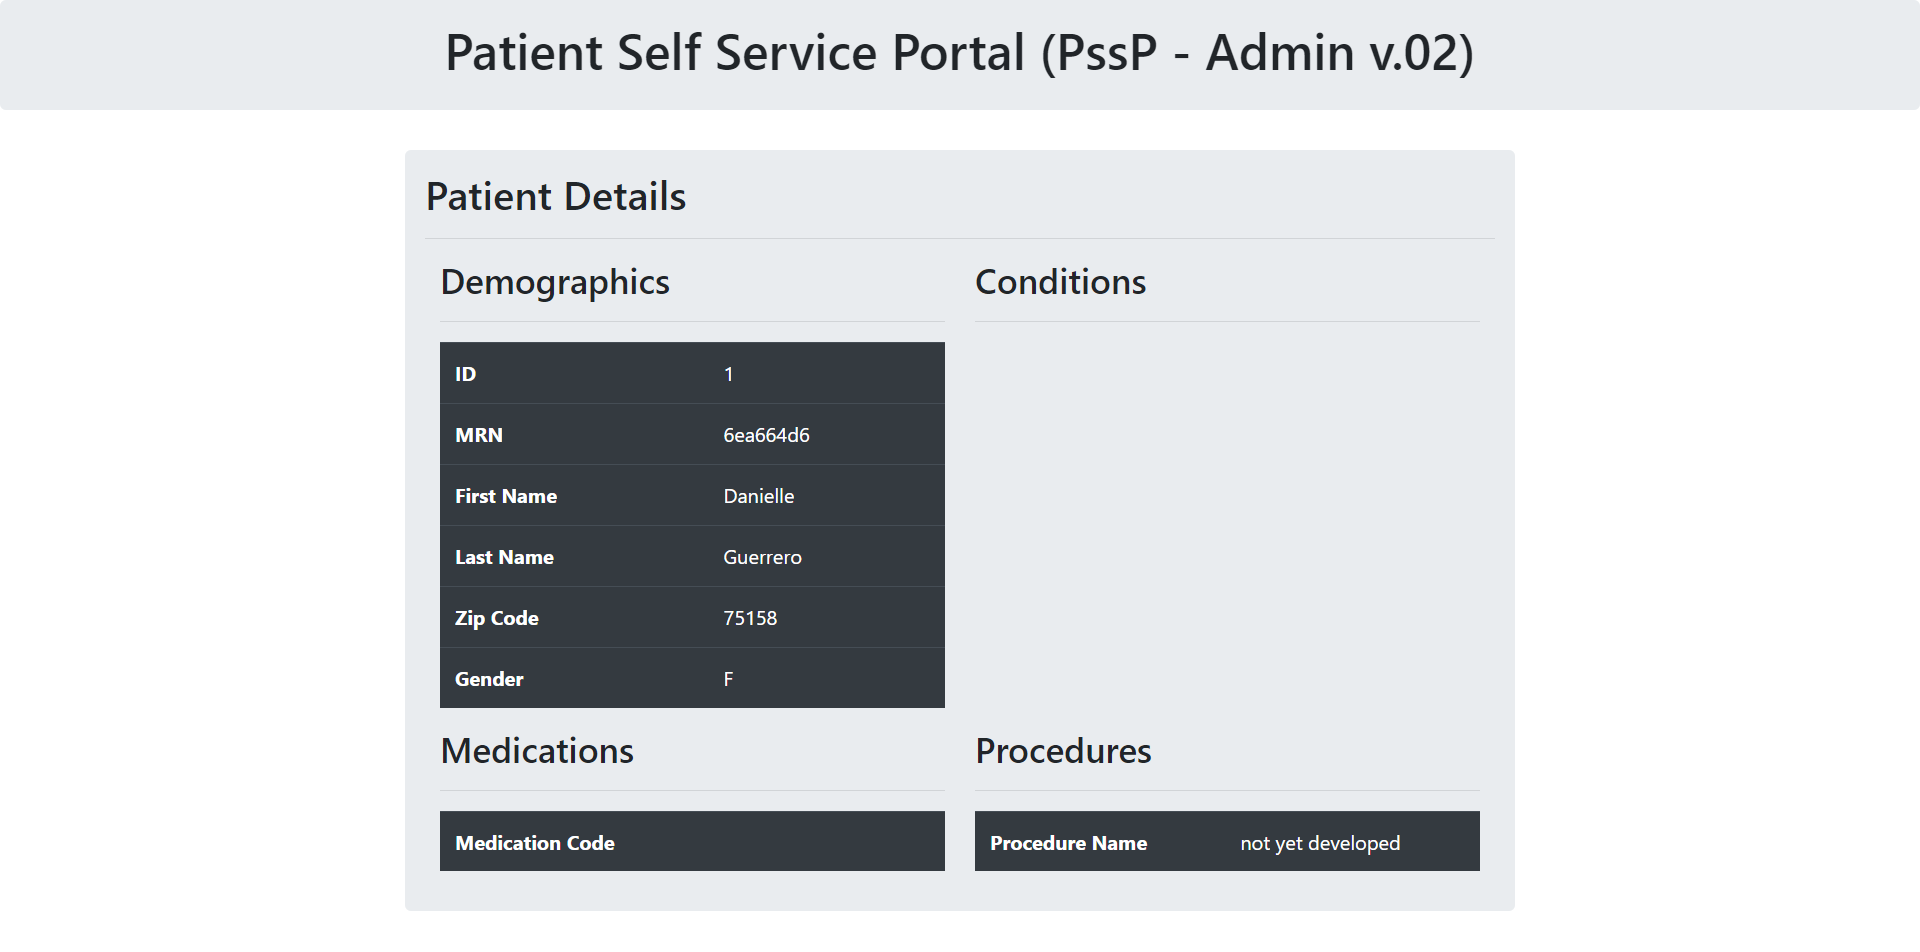 Patient Self Service Portal (PssP - Admin v.02)
Patient Details
Demographics
ID 1
MRN 6ea664d6
First Name Danielle
Last Name Guerrero
Zip Code 75158
Gender F
Conditions
Medications
Medication Code
Procedures
Procedure Name not yet developed